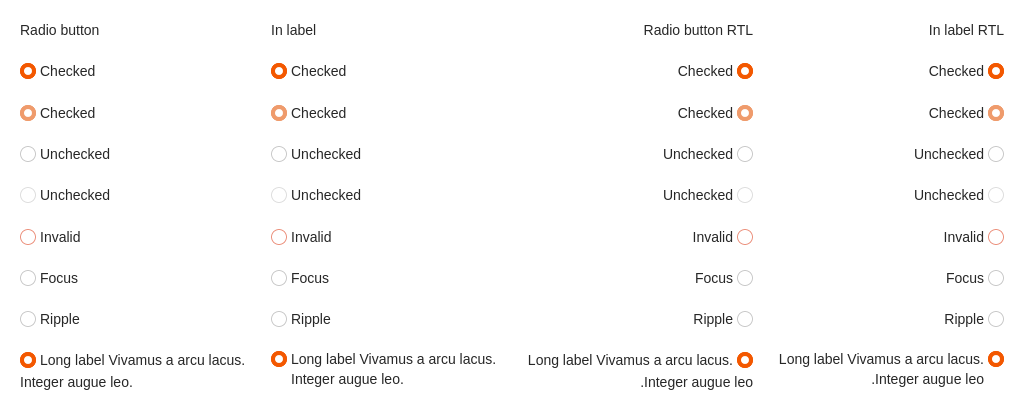 Radio button In label Radio button RTL In label RTL
Checked Checked Checked Checked
Checked Checked Checked Checked
Unchecked Unchecked Unchecked Unchecked
Unchecked Unchecked Unchecked Unchecked
Invalid Invalid Invalid Invalid
Focus Focus Focus Focus
Ripple Ripple Ripple Ripple
Long label Vivamus a arcu lacus. Long label Vivamus a arcu lacus. Long label Vivamus a arcu lacus. Long label Vivamus a arcu lacus.
Integer augue leo. Integer augue leo. .Integer augue leo .Integer augue leo